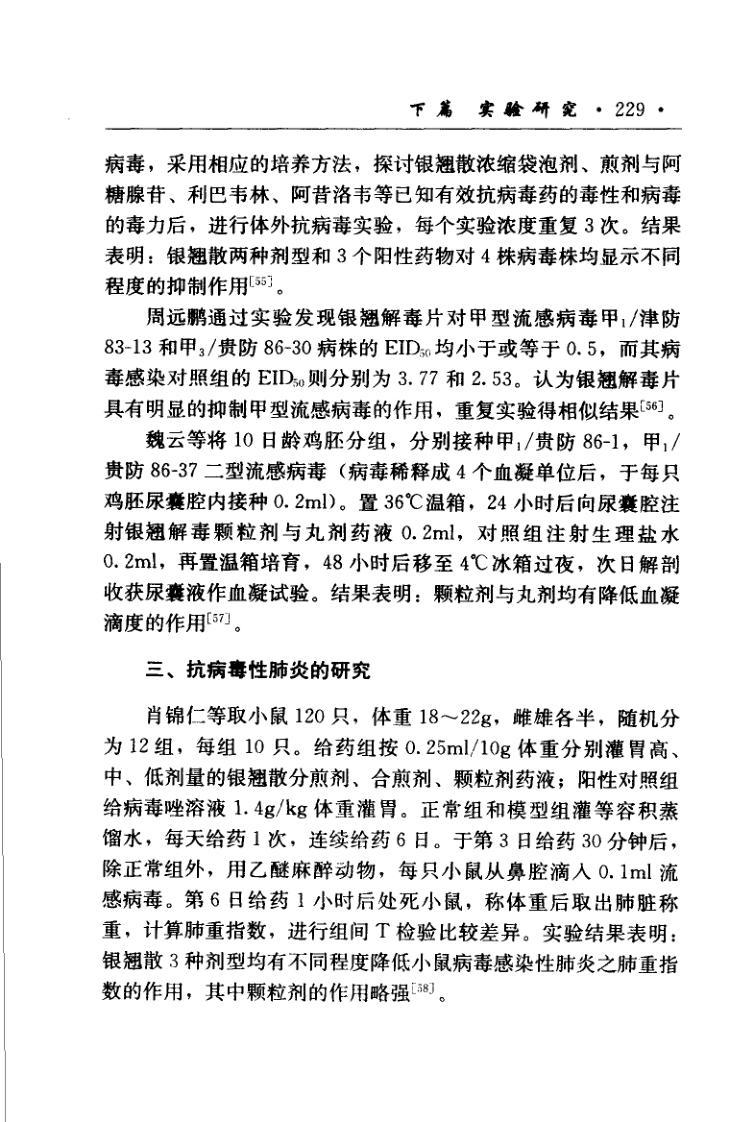 下篇 实验研究 · 229 ·
病毒，采用相应的培养方法，探讨银翘散浓缩袋泡剂、煎剂与阿
糖腺苷、利巴韦林、阿昔洛韦等已知有效抗病毒药的毒性和病毒
的毒力后，进行体外抗病毒实验，每个实验浓度重复 3 次。结果
表明：银翘散两种剂型和 3 个阳性药物对 4 株病毒株均显示不同
程度的抑制作用[55]。
周远鹏通过实验发现银翘解毒片对甲型流感病毒甲₁/津防
83-13 和甲₃/贵防 86-30 病株的 EID₅₀均小于或等于 0.5，而其病
毒感染对照组的 EID₅₀则分别为 3.77 和 2.53。认为银翘解毒片
具有明显的抑制甲型流感病毒的作用，重复实验得相似结果[56]。
魏云等将 10 日龄鸡胚分组，分别接种甲₁/贵防 86-1，甲₁/
贵防 86-37 二型流感病毒（病毒稀释成 4 个血凝单位后，于每只
鸡胚尿囊腔内接种 0.2ml）。置 36℃温箱，24 小时后向尿囊腔注
射银翘解毒颗粒剂与丸剂药液 0.2ml，对照组注射生理盐水
0.2ml，再置温箱培育，48 小时后移至 4℃冰箱过夜，次日解剖
收获尿囊液作血凝试验。结果表明：颗粒剂与丸剂均有降低血凝
滴度的作用[57]。
三、抗病毒性肺炎的研究
肖锦仁等取小鼠 120 只，体重 18～22g，雌雄各半，随机分
为 12 组，每组 10 只。给药组按 0.25ml/10g 体重分别灌胃高、
中、低剂量的银翘散分煎剂、合煎剂、颗粒剂药液；阳性对照组
给病毒唑溶液 1.4g/kg 体重灌胃。正常组和模型组灌等容积蒸
馏水，每天给药 1 次，连续给药 6 日。于第 3 日给药 30 分钟后，
除正常组外，用乙醚麻醉动物，每只小鼠从鼻腔滴入 0.1ml 流
感病毒。第 6 日给药 1 小时后处死小鼠，称体重后取出肺脏称
重，计算肺重指数，进行组间 T 检验比较差异。实验结果表明：
银翘散 3 种剂型均有不同程度降低小鼠病毒感染性肺炎之肺重指
数的作用，其中颗粒剂的作用略强[58]。